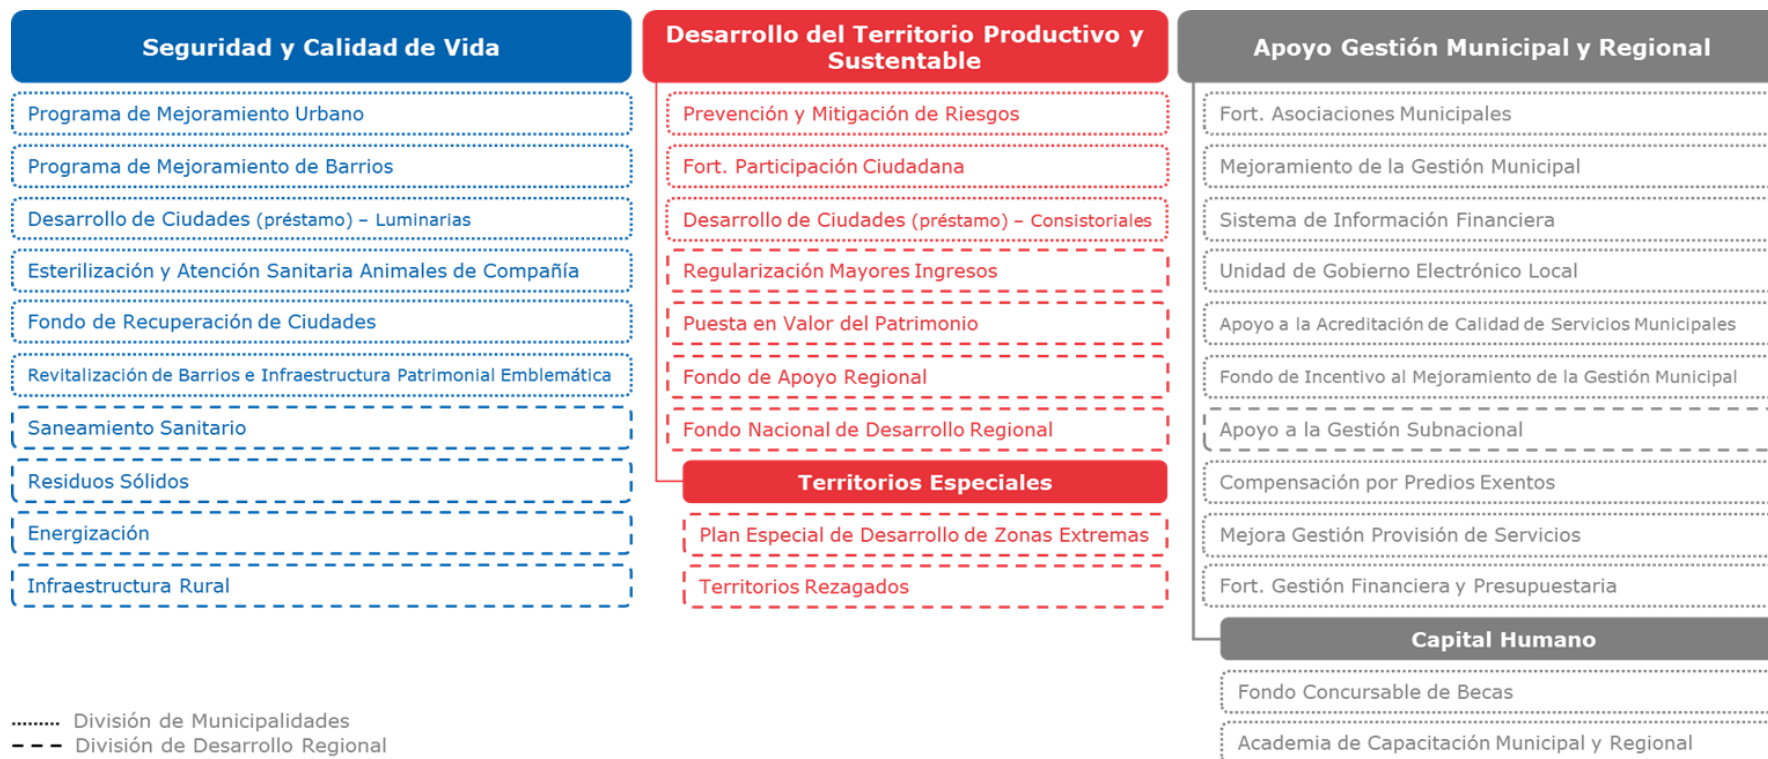 Seguridad y Calidad de Vida
Programa de Mejoramiento Urbano
Programa de Mejoramiento de Barrios
Desarrollo de Ciudades (préstamo) – Luminarias
Esterilización y Atención Sanitaria Animales de Compañía
Fondo de Recuperación de Ciudades
Revitalización de Barrios e Infraestructura Patrimonial Emblemática
Saneamiento Sanitario
Residuos Sólidos
Energización
Infraestructura Rural
Desarrollo del Territorio Productivo y
Sustentable
Prevención y Mitigación de Riesgos
Fort. Participación Ciudadana
Desarrollo de Ciudades (préstamo) – Consistoriales
Regularización Mayores Ingresos
Puesta en Valor del Patrimonio
Fondo de Apoyo Regional
Fondo Nacional de Desarrollo Regional
Territorios Especiales
Plan Especial de Desarrollo de Zonas Extremas
Territorios Rezagados
Apoyo Gestión Municipal y Regional
Fort. Asociaciones Municipales
Mejoramiento de la Gestión Municipal
Sistema de Información Financiera
Unidad de Gobierno Electrónico Local
Apoyo a la Acreditación de Calidad de Servicios Municipales
Fondo de Incentivo al Mejoramiento de la Gestión Municipal
Apoyo a la Gestión Subnacional
Compensación por Predios Exentos
Mejora Gestión Provisión de Servicios
Fort. Gestión Financiera y Presupuestaria
Capital Humano
Fondo Concursable de Becas
Academia de Capacitación Municipal y Regional
División de Municipalidades
División de Desarrollo Regional